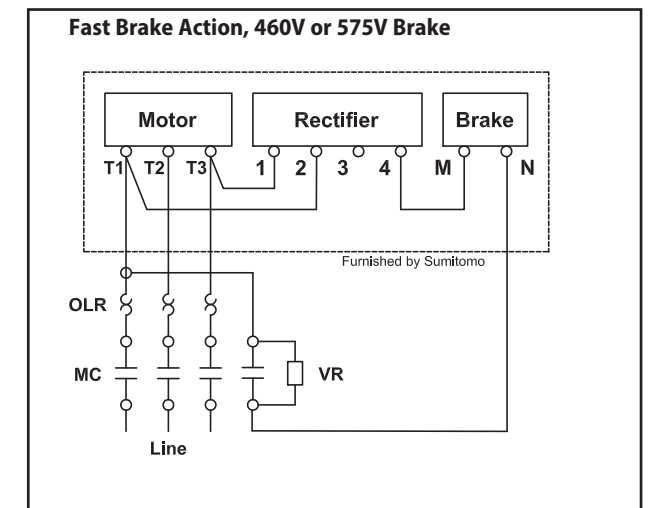 Fast Brake Action, 460V or 575V Brake
Motor Rectifier Brake
T1 T2 T3 1 2 3 4 M N
Furnished by Sumitomo
OLR
MC VR
Line